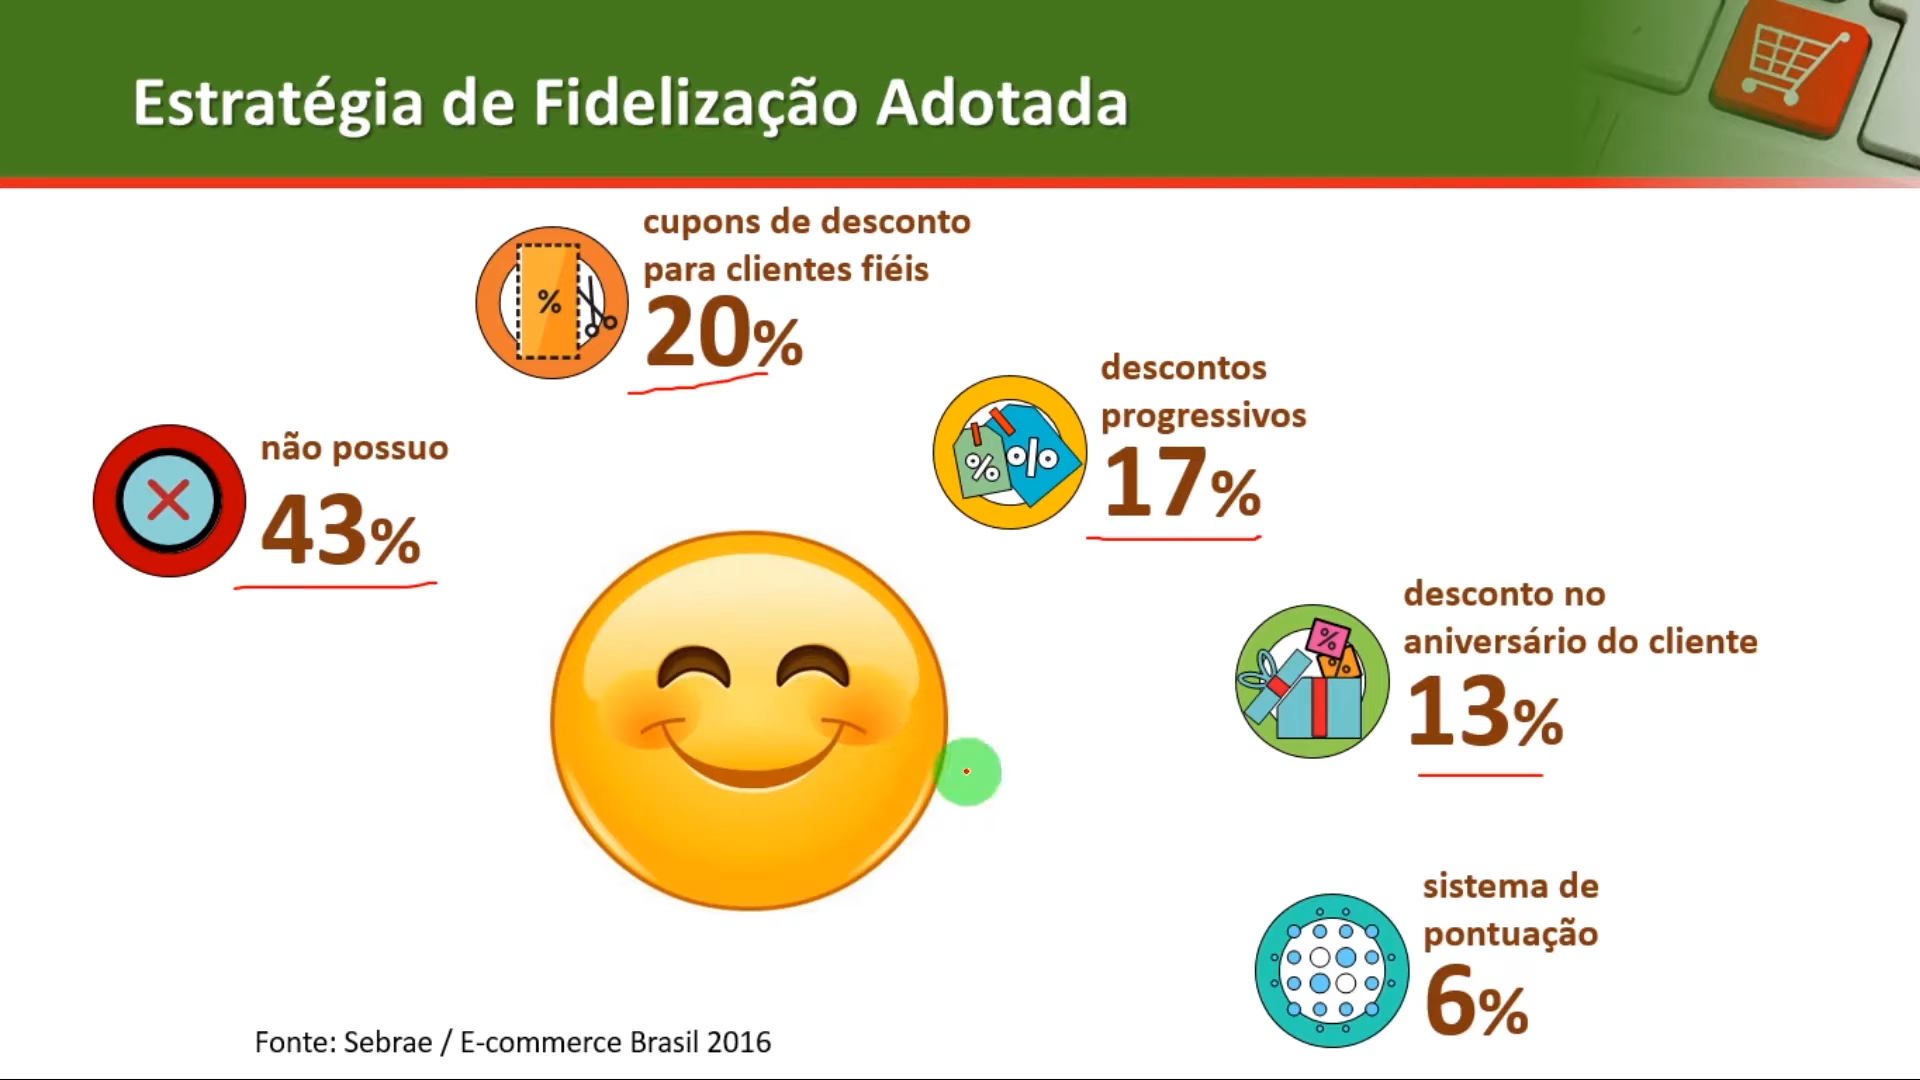 Estratégia de Fidelização Adotada
cupons de desconto
para clientes fiéis
20%
%
descontos
progressivos
17%
% %
não possuo
43%
desconto no
aniversário do cliente
13%
% %
sistema de
pontuação
6%
Fonte: Sebrae / E-commerce Brasil 2016